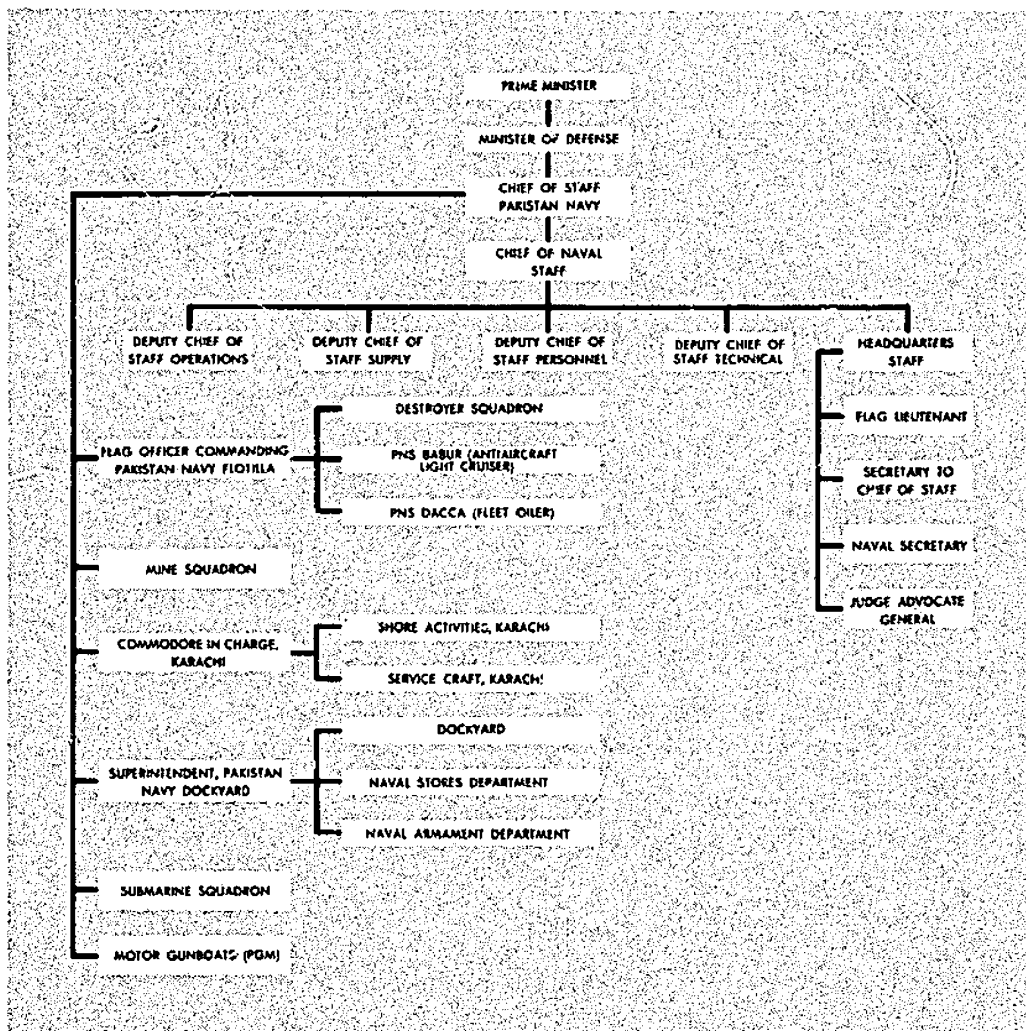 PRIME MINISTER
MINISTER OF DEFENSE
CHIEF OF STAFF
PAKISTAN NAVY
CHIEF OF NAVAL
STAFF
DEPUTY CHIEF OF
STAFF OPERATIONS
DEPUTY CHIEF OF
STAFF SUPPLY
DEPUTY CHIEF OF
STAFF PERSONNEL
DEPUTY CHIEF OF
STAFF TECHNICAL
HEADQUARTERS
STAFF
FLAG LIEUTENANT
SECRETARY TO
CHIEF OF STAFF
NAVAL SECRETARY
JUDGE ADVOCATE
GENERAL
FLAG OFFICER COMMANDING
PAKISTAN NAVY FLOTILLA
DESTROYER SQUADRON
PNS BABUR (ANTIAIRCRAFT
LIGHT CRUISER)
PNS DACCA (FLEET OILER)
MINE SQUADRON
COMMODORE IN CHARGE,
KARACHI
SHORE ACTIVITIES, KARACHI
SERVICE CRAFT, KARACHI
SUPERINTENDENT, PAKISTAN
NAVY DOCKYARD
DOCKYARD
NAVAL STORES DEPARTMENT
NAVAL ARMAMENT DEPARTMENT
SUBMARINE SQUADRON
MOTOR GUNBOATS (PGM)